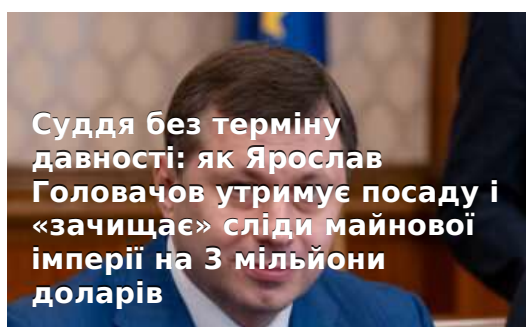 Суддя без терміну
давності: як Ярослав
Головачов утримує посаду і
«зачищає» сліди майнової
імперії на 3 мільйони
доларів